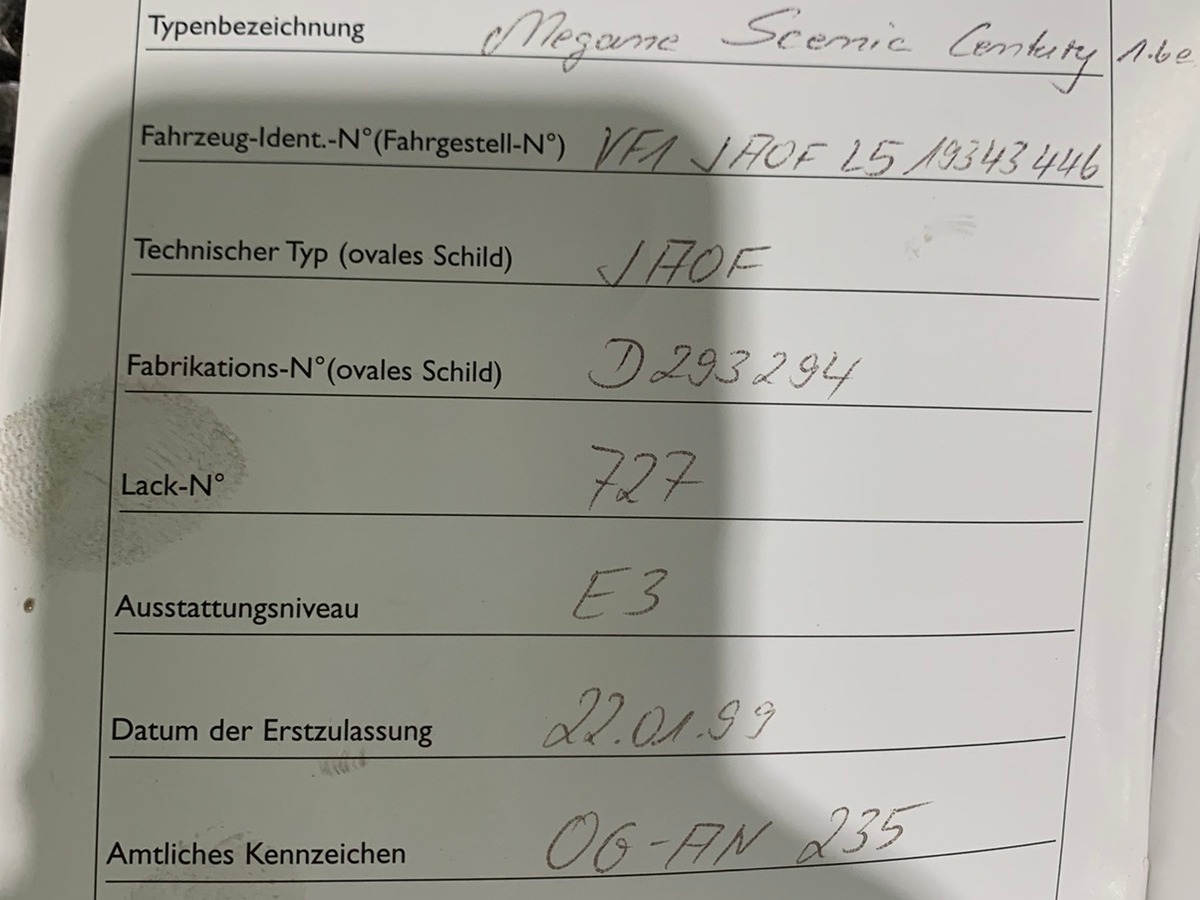 Typenbezeichnung Megane Scenic Century 1.6e
Fahrzeug-Ident.-N°(Fahrgestell-N°) VF1 JA0F L5 19343446
Technischer Typ (ovales Schild) JA0F
Fabrikations-N°(ovales Schild) D293294
Lack-N° 727
Ausstattungsniveau E3
Datum der Erstzulassung 22.01.99
Amtliches Kennzeichen OG-AN 235